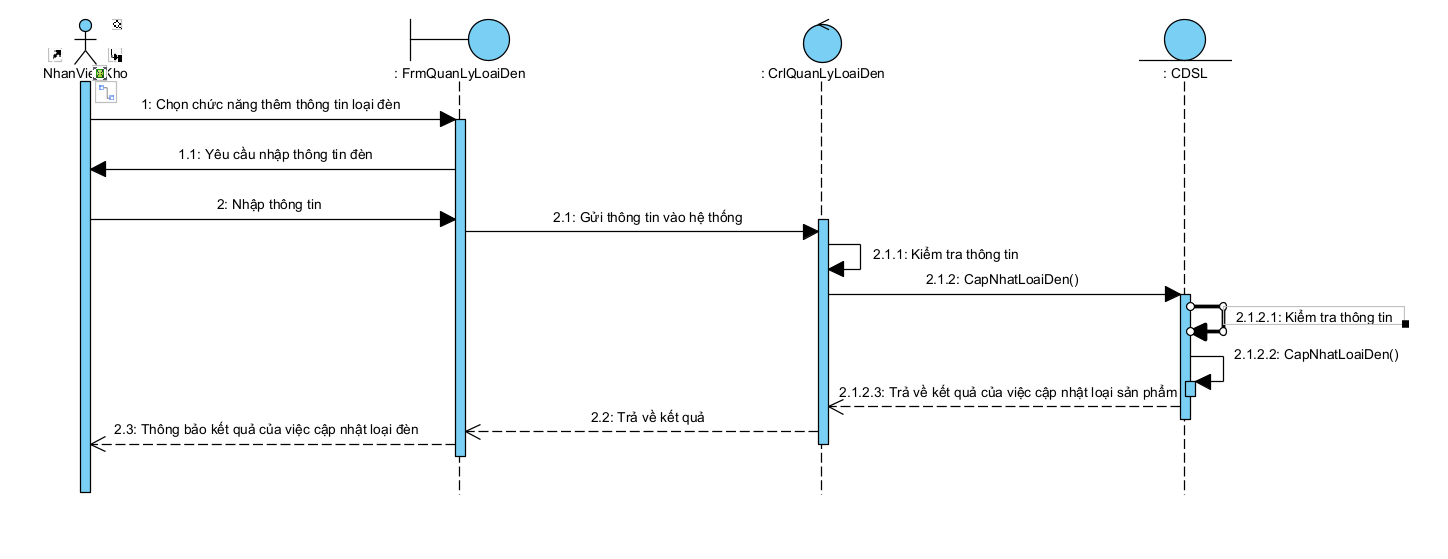 NhanVienKho
: FrmQuanLyLoaiDen
: CrlQuanLyLoaiDen
: CDSL
1: Chọn chức năng thêm thông tin loại đèn
1.1: Yêu cầu nhập thông tin đèn
2: Nhập thông tin
2.1: Gửi thông tin vào hệ thống
2.1.1: Kiểm tra thông tin
2.1.2: CapNhatLoaiDen()
2.1.2.1: Kiểm tra thông tin
2.1.2.2: CapNhatLoaiDen()
2.1.2.3: Trả về kết quả của việc cập nhật loại sản phẩm
2.2: Trả về kết quả
2.3: Thông báo kết quả của việc cập nhật loại đèn